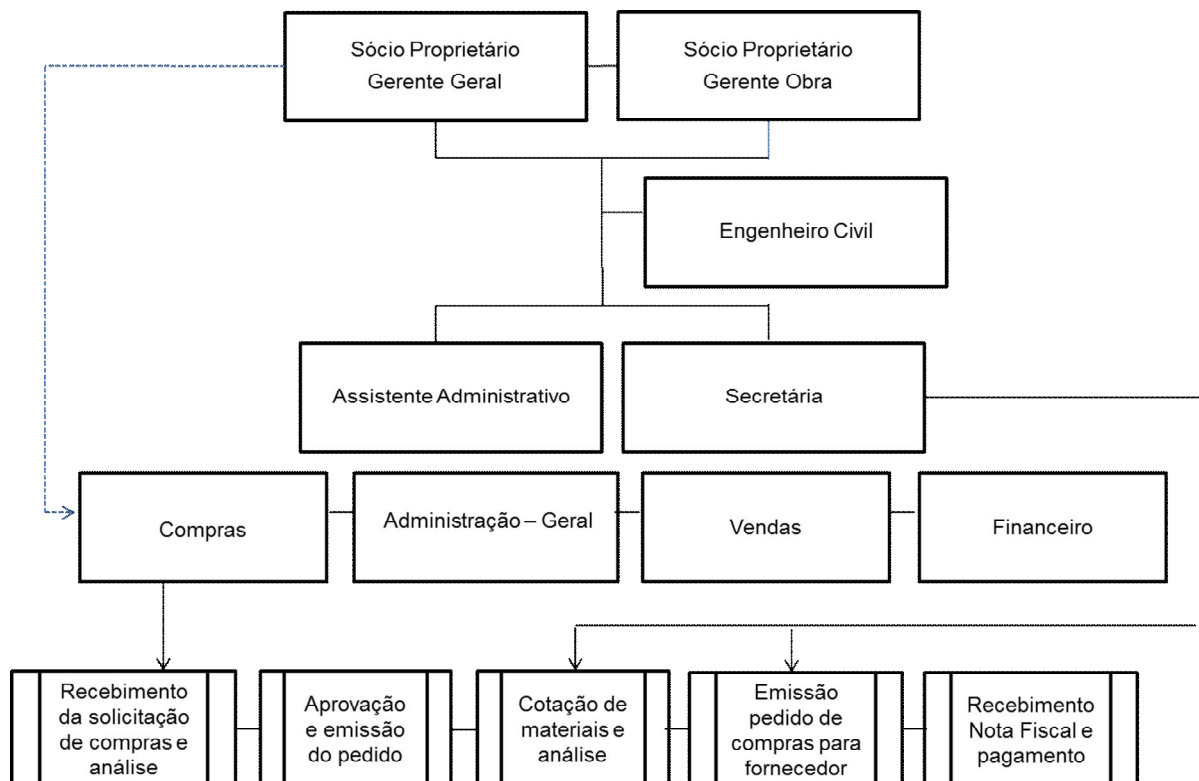 Sócio Proprietário
Gerente Geral
Sócio Proprietário
Gerente Obra
Engenheiro Civil
Assistente Administrativo
Secretária
Compras
Administração – Geral
Vendas
Financeiro
Recebimento
da solicitação
de compras e
análise
Aprovação
e emissão
do pedido
Cotação de
materiais e
análise
Emissão
pedido de
compras para
fornecedor
Recebimento
Nota Fiscal e
pagamento